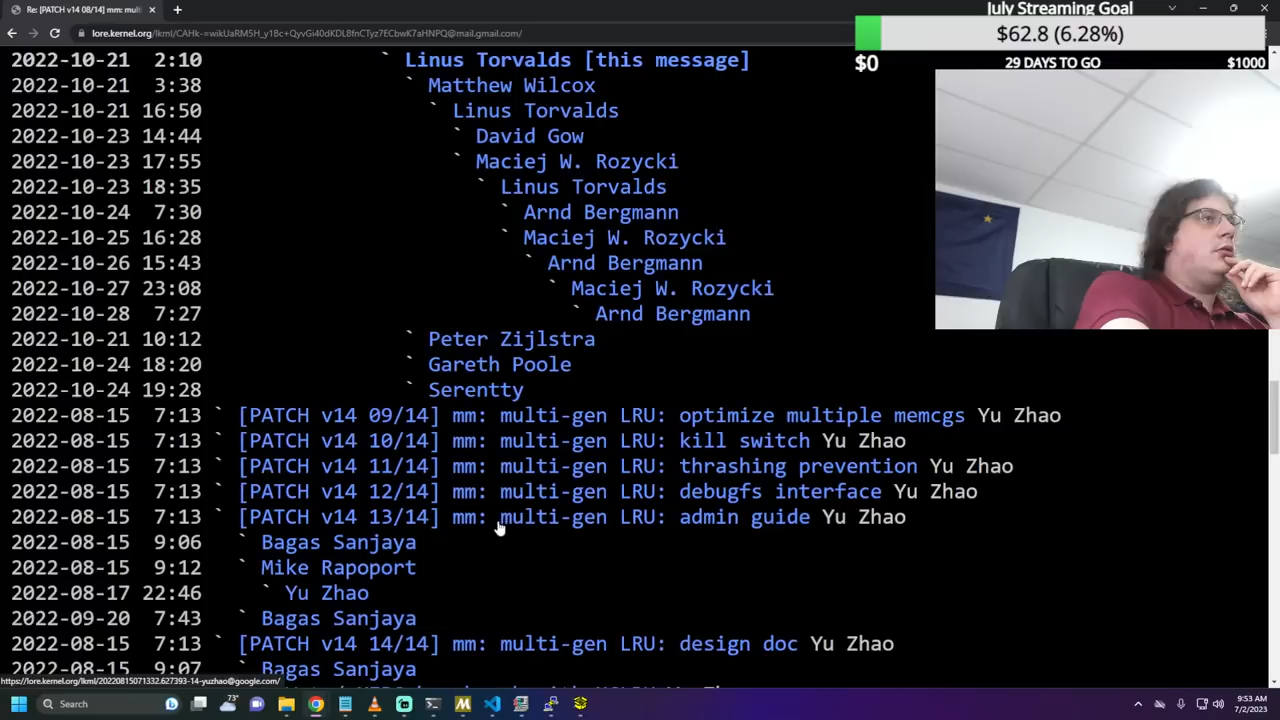 Re: [PATCH v14 08/14] mm: mult
July Streaming Goal
lore.kernel.org/lkml/CAHk-=wikUaRM5H_y1Bc+QyvGi40dKDL8fnCTyz7ECbwK7aHNPQ@mail.gmail.com/
$62.8 (6.28%)
$0 29 DAYS TO GO $1000
2022-10-21 2:10 ` Linus Torvalds [this message]
2022-10-21 3:38 ` Matthew Wilcox
2022-10-21 16:50 ` Linus Torvalds
2022-10-23 14:44 ` David Gow
2022-10-23 17:55 ` Maciej W. Rozycki
2022-10-23 18:35 ` Linus Torvalds
2022-10-24 7:30 ` Arnd Bergmann
2022-10-25 16:28 ` Maciej W. Rozycki
2022-10-26 15:43 ` Arnd Bergmann
2022-10-27 23:08 ` Maciej W. Rozycki
2022-10-28 7:27 ` Arnd Bergmann
2022-10-21 10:12 ` Peter Zijlstra
2022-10-24 18:20 ` Gareth Poole
2022-10-24 19:28 ` Serentty
2022-08-15 7:13 ` [PATCH v14 09/14] mm: multi-gen LRU: optimize multiple memcgs Yu Zhao
2022-08-15 7:13 ` [PATCH v14 10/14] mm: multi-gen LRU: kill switch Yu Zhao
2022-08-15 7:13 ` [PATCH v14 11/14] mm: multi-gen LRU: thrashing prevention Yu Zhao
2022-08-15 7:13 ` [PATCH v14 12/14] mm: multi-gen LRU: debugfs interface Yu Zhao
2022-08-15 7:13 ` [PATCH v14 13/14] mm: multi-gen LRU: admin guide Yu Zhao
2022-08-15 9:06 ` Bagas Sanjaya
2022-08-15 9:12 ` Mike Rapoport
2022-08-17 22:46 ` Yu Zhao
2022-09-20 7:43 ` Bagas Sanjaya
2022-08-15 7:13 ` [PATCH v14 14/14] mm: multi-gen LRU: design doc Yu Zhao
2022-08-15 9:07 ` Bagas Sanjaya
https://lore.kernel.org/lkml/20220815071332.627393-14-yuzhao@google.com/
Search
73°
9:53 AM
7/2/2023